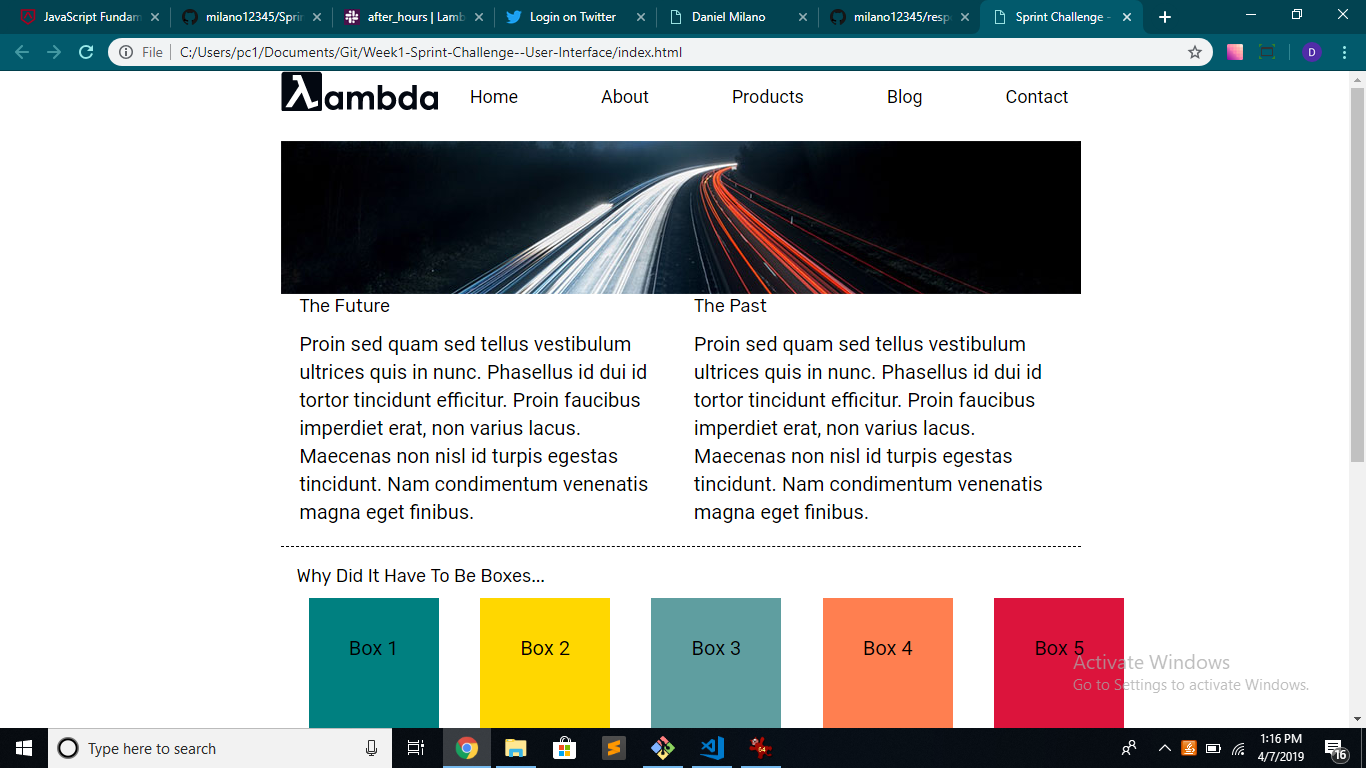 JavaScript Fundam
milano12345/Sprin
after_hours | Lamb
Login on Twitter
Daniel Milano
milano12345/resp
Sprint Challenge -
File
C:/Users/pc1/Documents/Git/Week1-Sprint-Challenge--User-Interface/index.html
D
λambda
Home
About
Products
Blog
Contact
The Future
Proin sed quam sed tellus vestibulum
ultrices quis in nunc. Phasellus id dui id
tortor tincidunt efficitur. Proin faucibus
imperdiet erat, non varius lacus.
Maecenas non nisl id turpis egestas
tincidunt. Nam condimentum venenatis
magna eget finibus.
The Past
Proin sed quam sed tellus vestibulum
ultrices quis in nunc. Phasellus id dui id
tortor tincidunt efficitur. Proin faucibus
imperdiet erat, non varius lacus.
Maecenas non nisl id turpis egestas
tincidunt. Nam condimentum venenatis
magna eget finibus.
Why Did It Have To Be Boxes...
Box 1
Box 2
Box 3
Box 4
Box 5
Activate Windows
Go to Settings to activate Windows.
Type here to search
64
1:16 PM
4/7/2019
16